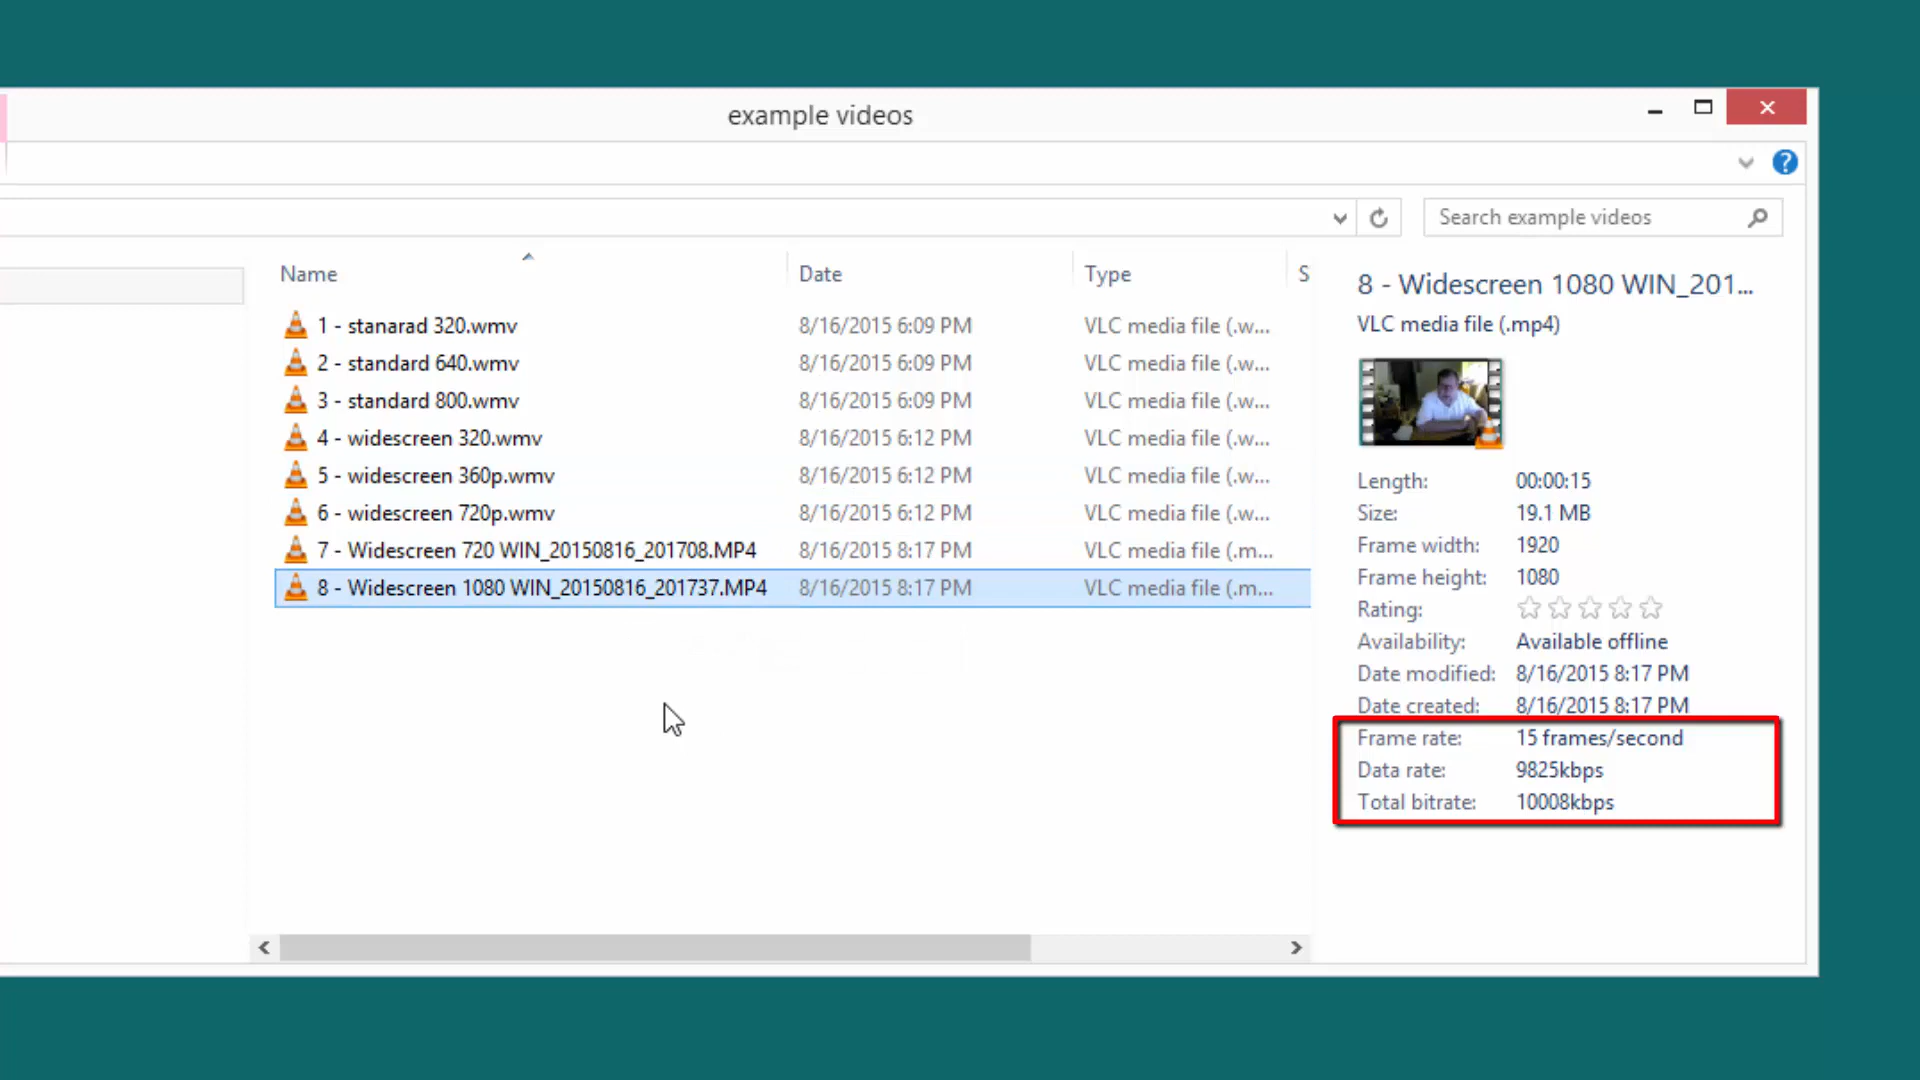 example videos
Search example videos
Name Date Type S
1 - stanarad 320.wmv 8/16/2015 6:09 PM VLC media file (.w...
2 - standard 640.wmv 8/16/2015 6:09 PM VLC media file (.w...
3 - standard 800.wmv 8/16/2015 6:09 PM VLC media file (.w...
4 - widescreen 320.wmv 8/16/2015 6:12 PM VLC media file (.w...
5 - widescreen 360p.wmv 8/16/2015 6:12 PM VLC media file (.w...
6 - widescreen 720p.wmv 8/16/2015 6:12 PM VLC media file (.w...
7 - Widescreen 720 WIN_20150816_201708.MP4 8/16/2015 8:17 PM VLC media file (.m...
8 - Widescreen 1080 WIN_20150816_201737.MP4 8/16/2015 8:17 PM VLC media file (.m...
8 - Widescreen 1080 WIN_201...
VLC media file (.mp4)
Length: 00:00:15
Size: 19.1 MB
Frame width: 1920
Frame height: 1080
Rating:
Availability: Available offline
Date modified: 8/16/2015 8:17 PM
Date created: 8/16/2015 8:17 PM
Frame rate: 15 frames/second
Data rate: 9825kbps
Total bitrate: 10008kbps